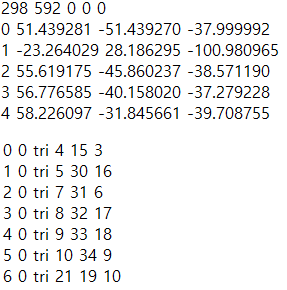 298 592 0 0 0
0 51.439281 -51.439270 -37.999992
1 -23.264029 28.186295 -100.980965
2 55.619175 -45.860237 -38.571190
3 56.776585 -40.158020 -37.279228
4 58.226097 -31.845661 -39.708755
0 0 tri 4 15 3
1 0 tri 5 30 16
2 0 tri 7 31 6
3 0 tri 8 32 17
4 0 tri 9 33 18
5 0 tri 10 34 9
6 0 tri 21 19 10